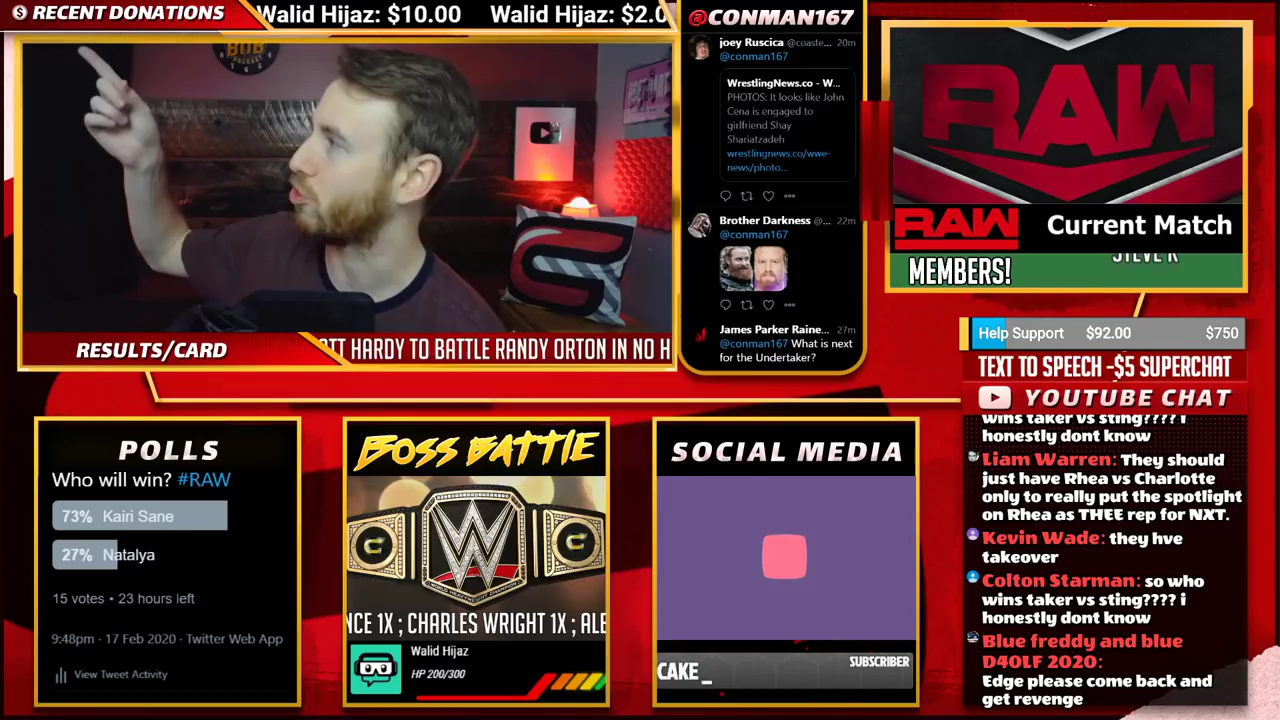 RECENT DONATIONS
Walid Hijaz: $10.00 Walid Hijaz: $2.0
@CONMAN167
joey Ruscica @coaste... 20m
@conman167
WrestlingNews.co - W...
PHOTOS: It looks like John
Cena is engaged to
girlfriend Shay
Shariatzadeh
wrestlingnews.co/wwe-
news/photo...
Brother Darkness @... 22m
@conman167
James Parker Raine... 27m
@conman167 What is next
for the Undertaker?
RAW
RAW Current Match
STEVE R
MEMBERS!
RESULTS/CARD
OTT HARDY TO BATTLE RANDY ORTON IN NO H
Help Support $92.00 $750
TEXT TO SPEECH -$5 SUPERCHAT
YOUTUBE CHAT
wins taker vs sting???? i
honestly dont know
Liam Warren: They should
just have Rhea vs Charlotte
only to really put the spotlight
on Rhea as THEE rep for NXT.
Kevin Wade: they hve
takeover
Colton Starman: so who
wins taker vs sting???? i
honestly dont know
Blue freddy and blue
D4OLF 2020:
Edge please come back and
get revenge
POLLS
Who will win? #RAW
73% Kairi Sane
27% Natalya
15 votes • 23 hours left
9:48pm · 17 Feb 2020 · Twitter Web App
View Tweet Activity
BOSS BATTLE
NCE 1X ; CHARLES WRIGHT 1X ; ALE
Walid Hijaz
HP 200/300
SOCIAL MEDIA
CAKE_
SUBSCRIBER